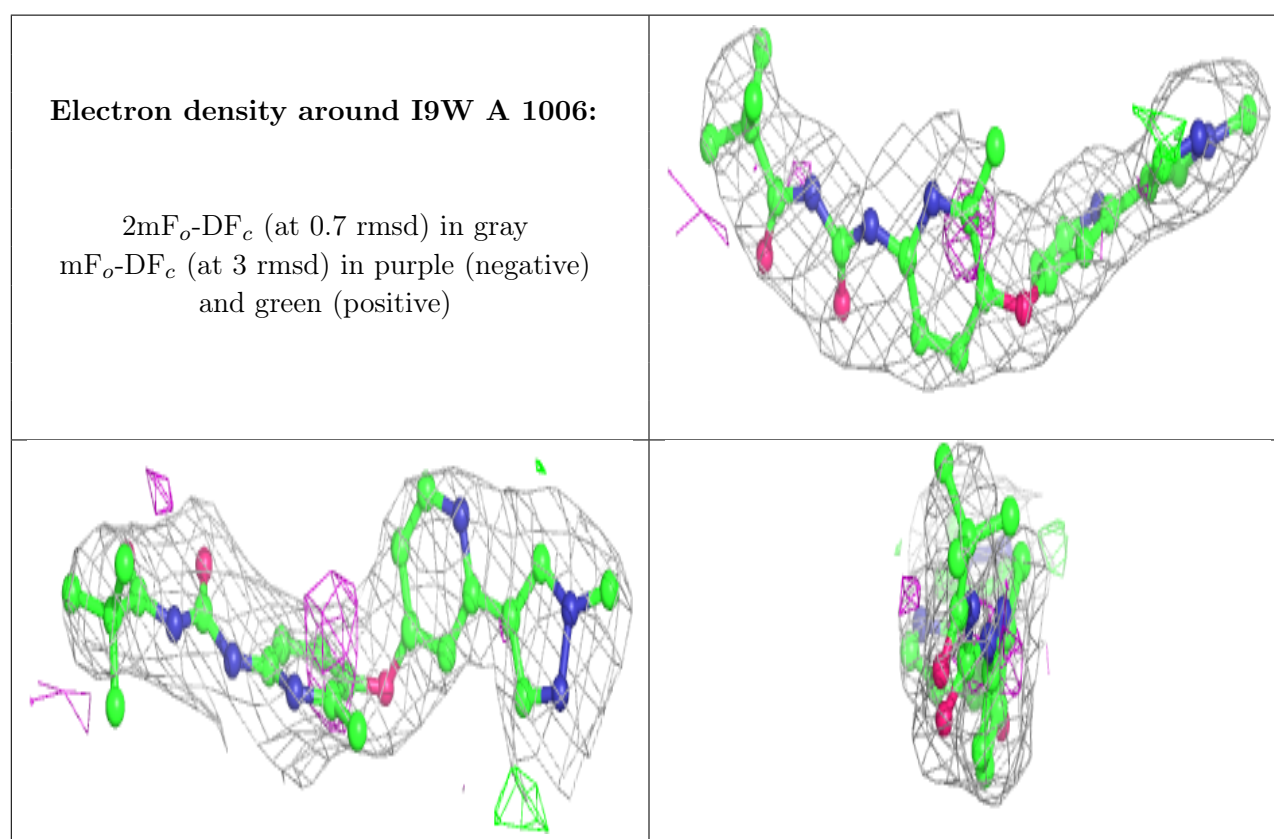 Electron density around I9W A 1006:
2mFₒ-DF𝒸 (at 0.7 rmsd) in gray
mFₒ-DF𝒸 (at 3 rmsd) in purple (negative)
and green (positive)